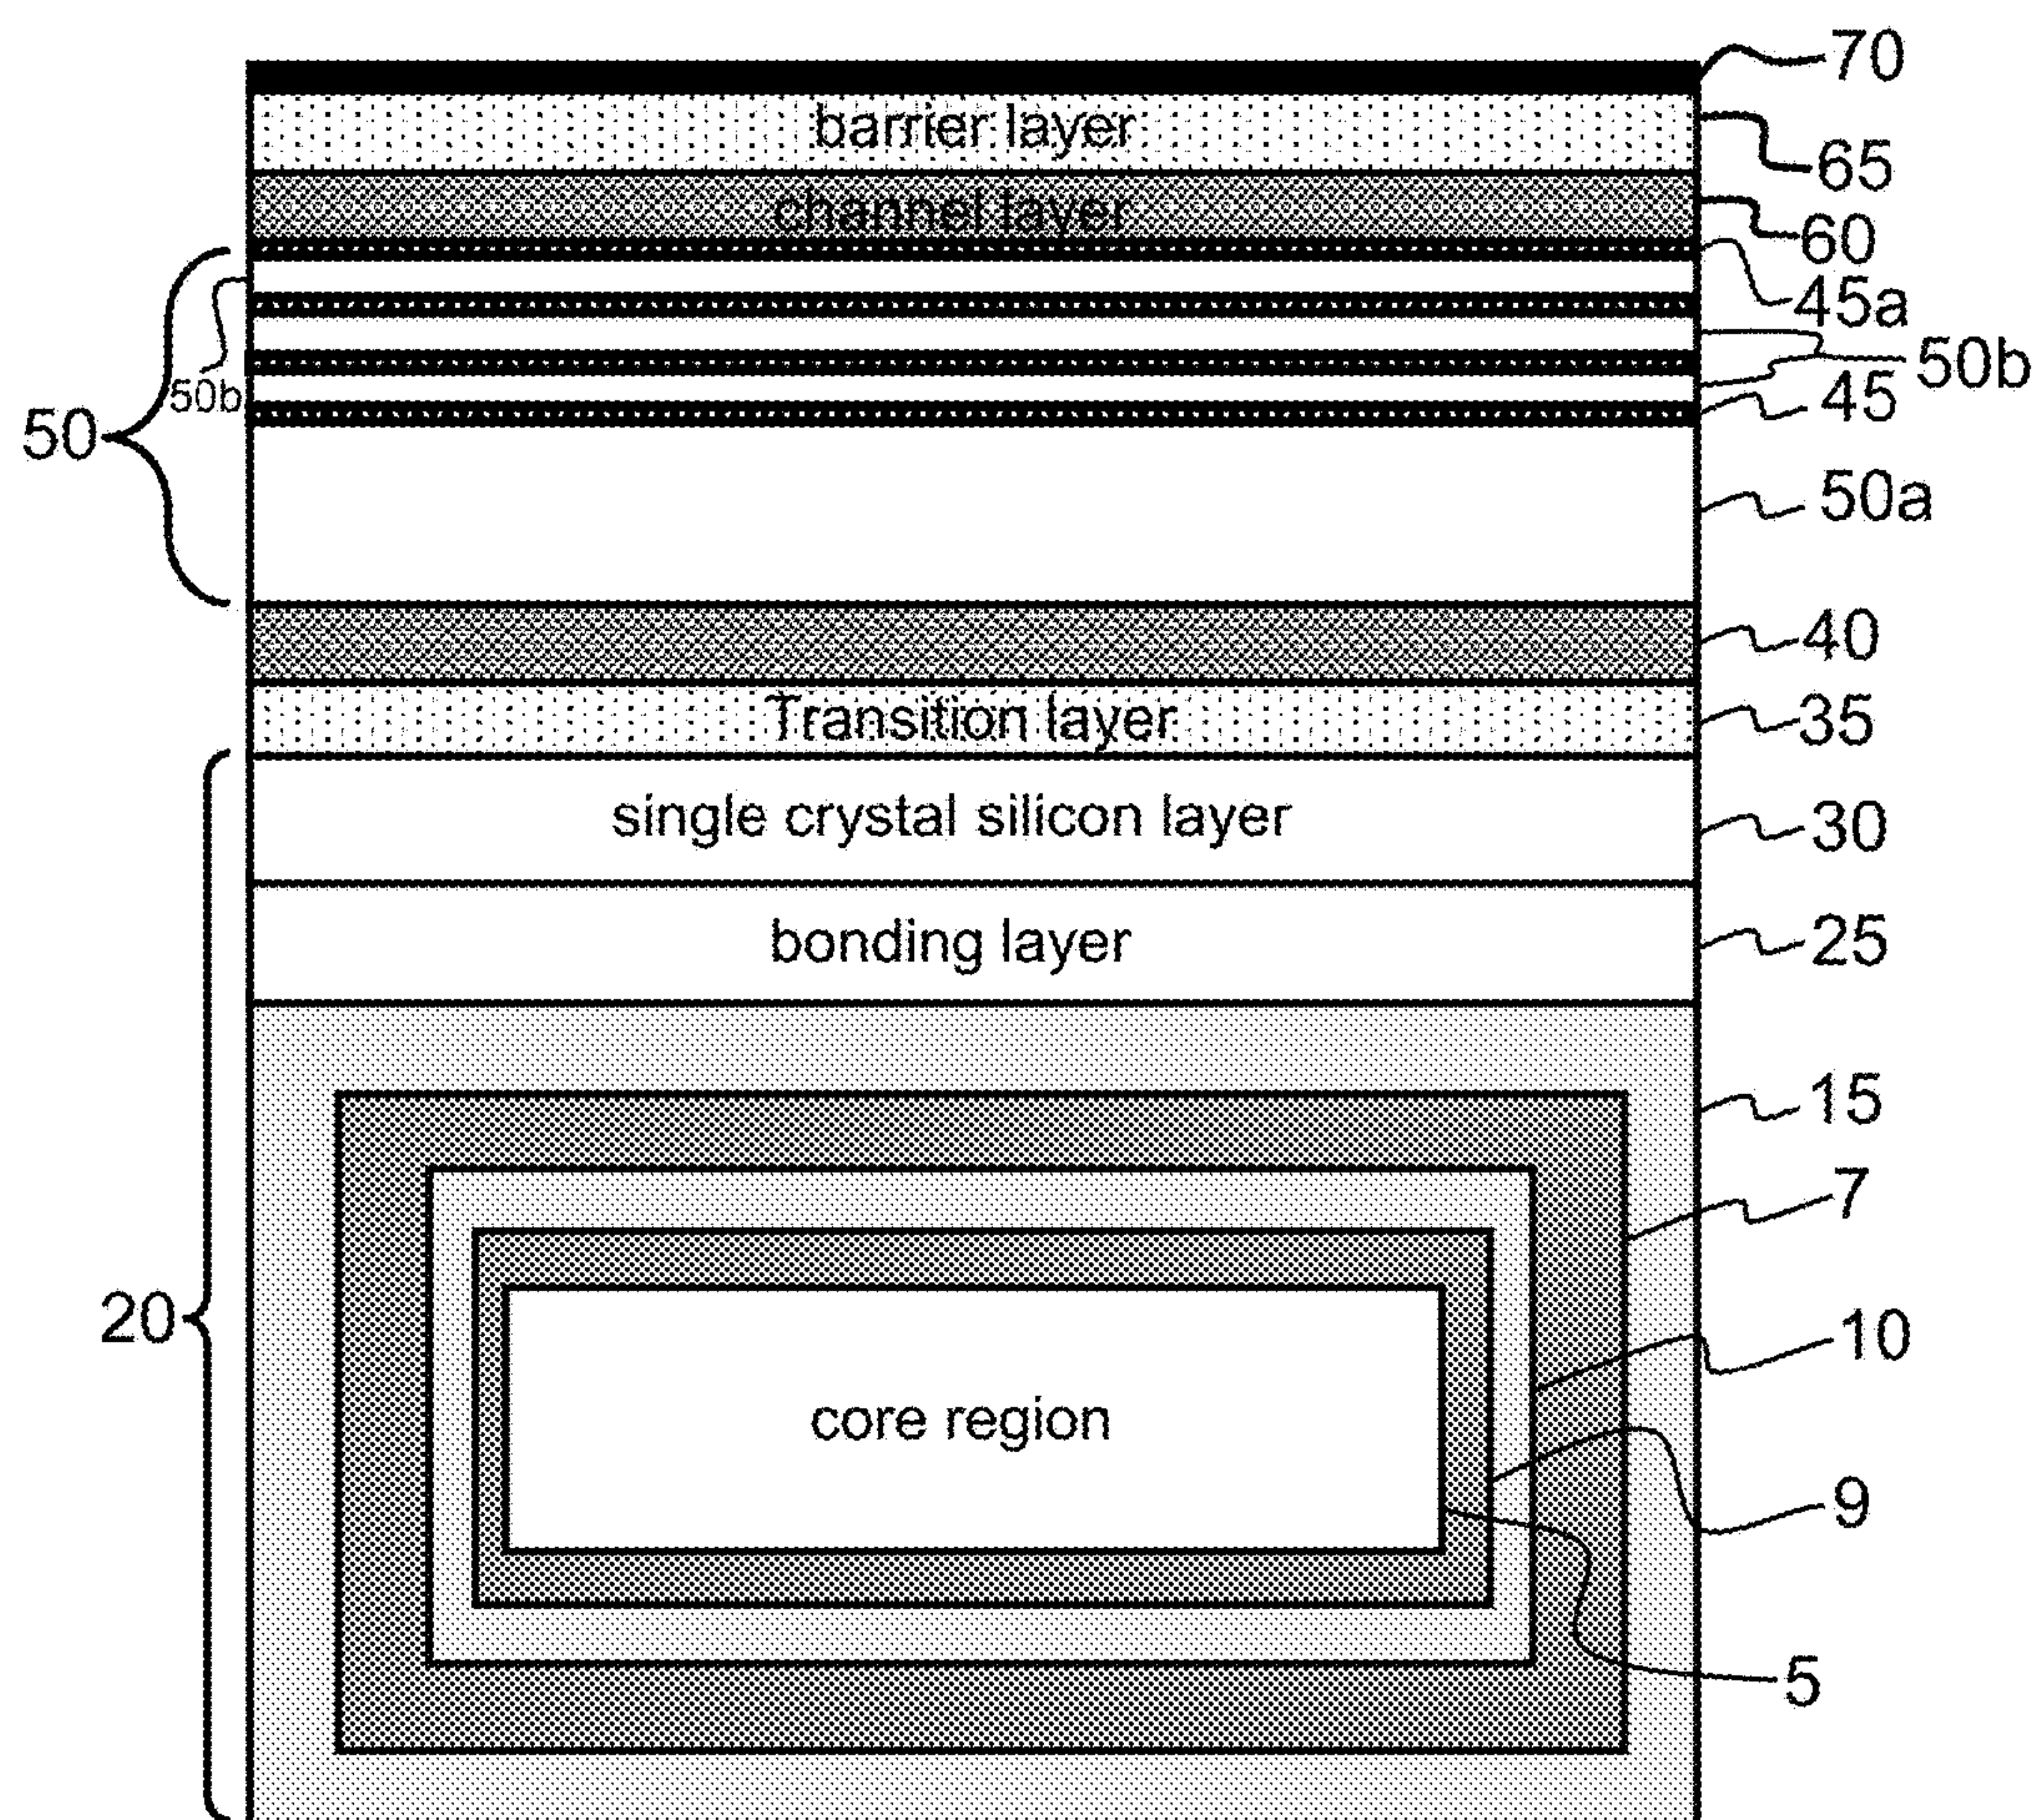 70
barrier layer
65
channel layer
60
45a
50b
50b
45
50
50a
40
Transition layer
35
single crystal silicon layer
30
bonding layer
25
15
7
20
10
core region
9
5